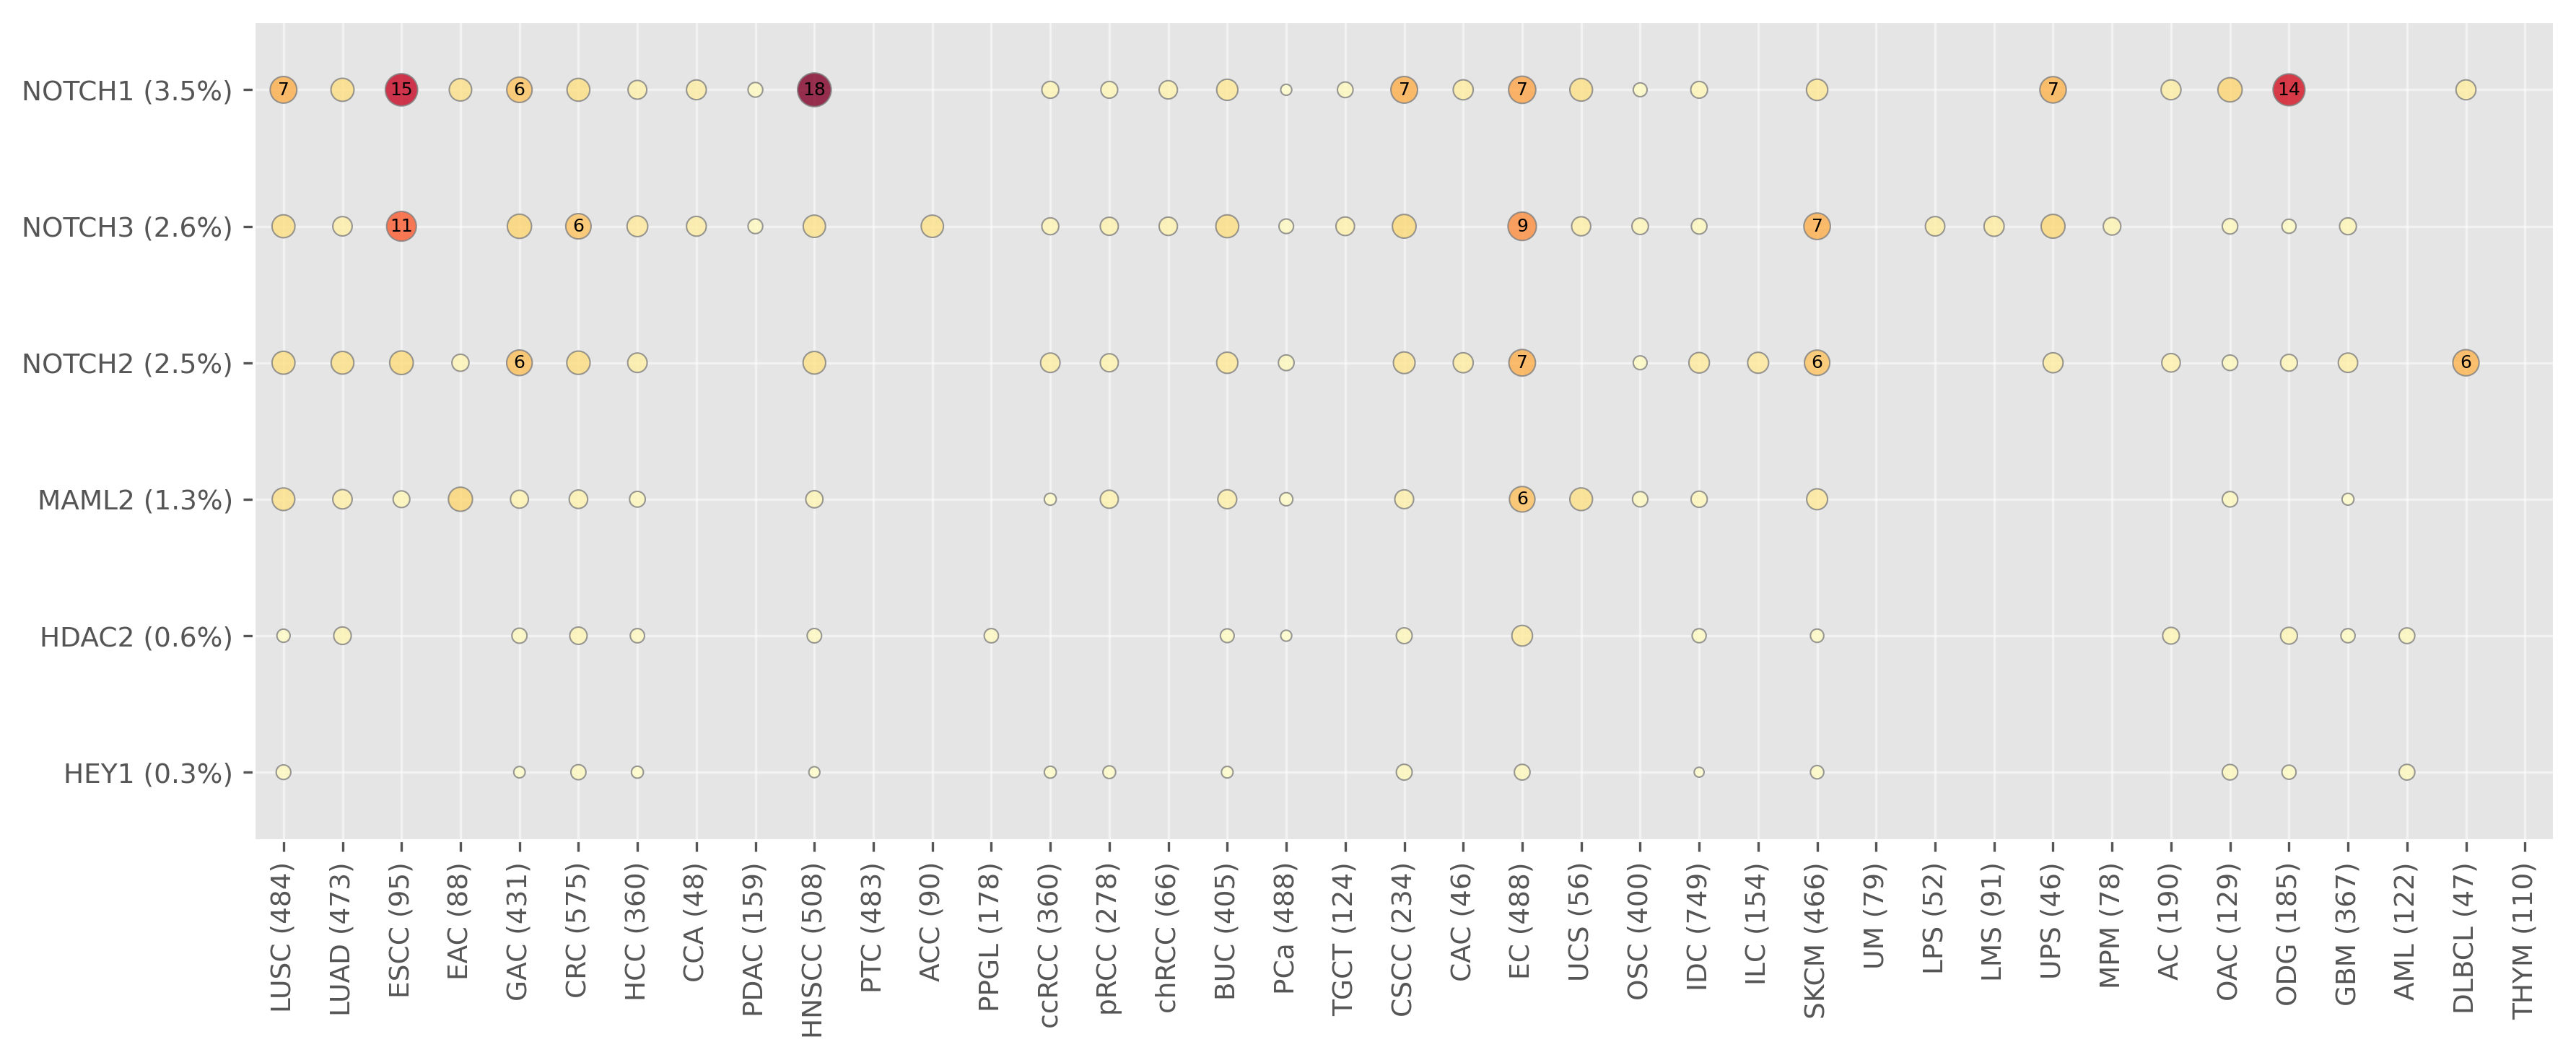 NOTCH1 (3.5%) 7 15 6 18 7 7 7 14
NOTCH3 (2.6%) 11 6 9 7
NOTCH2 (2.5%) 6 7 6 6
MAML2 (1.3%) 6
HDAC2 (0.6%)
HEY1 (0.3%)
LUSC (484)
LUAD (473)
ESCC (95)
EAC (88)
GAC (431)
CRC (575)
HCC (360)
CCA (48)
PDAC (159)
HNSCC (508)
PTC (483)
ACC (90)
PPGL (178)
ccRCC (360)
pRCC (278)
chRCC (66)
BUC (405)
PCa (488)
TGCT (124)
CSCC (234)
CAC (46)
EC (488)
UCS (56)
OSC (400)
IDC (749)
ILC (154)
SKCM (466)
UM (79)
LPS (52)
LMS (91)
UPS (46)
MPM (78)
AC (190)
OAC (129)
ODG (185)
GBM (367)
AML (122)
DLBCL (47)
THYM (110)